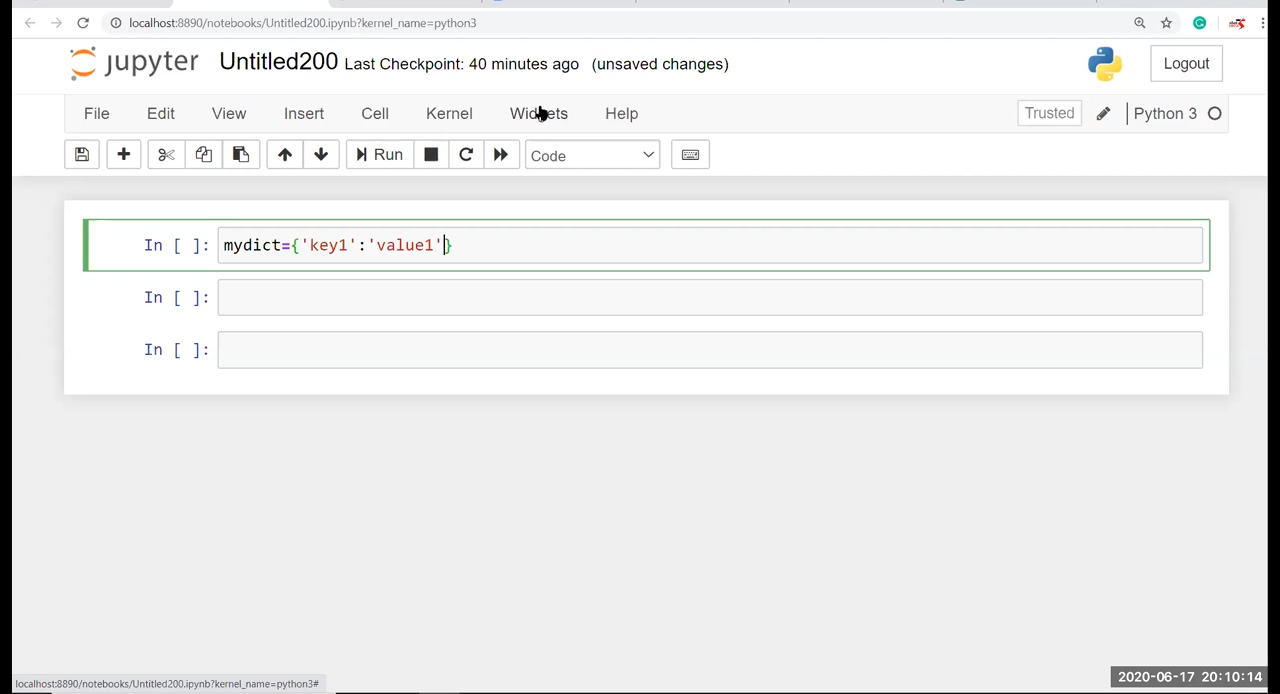 localhost:8890/notebooks/Untitled200.ipynb?kernel_name=python3
jupyter Untitled200 Last Checkpoint: 40 minutes ago (unsaved changes) Logout
File Edit View Insert Cell Kernel Widgets Help Trusted Python 3
Run Code
In [ ]: mydict={'key1':'value1'}
In [ ]:
In [ ]:
localhost:8890/notebooks/Untitled200.ipynb?kernel_name=python3#
2020-06-17 20:10:14